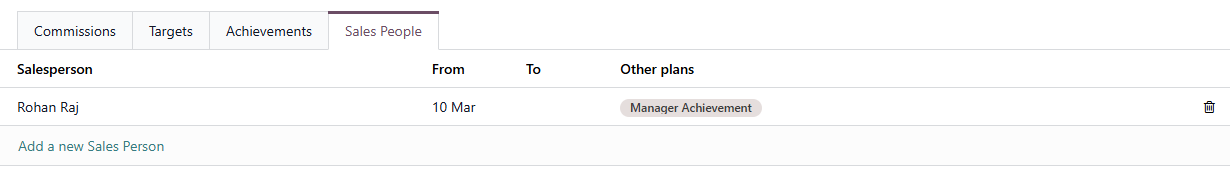 Commissions Targets Achievements Sales People
Salesperson From To Other plans
Rohan Raj 10 Mar Manager Achievement
Add a new Sales Person